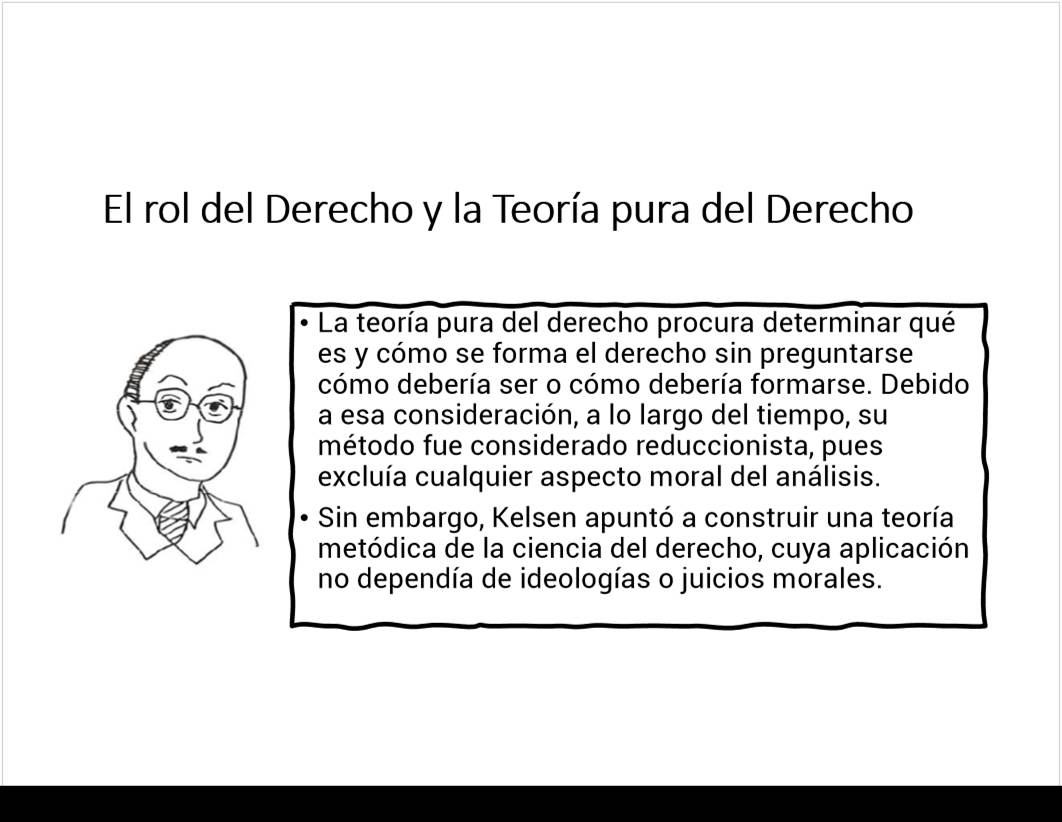 El rol del Derecho y la Teoría pura del Derecho
• La teoría pura del derecho procura determinar qué
es y cómo se forma el derecho sin preguntarse
cómo debería ser o cómo debería formarse. Debido
a esa consideración, a lo largo del tiempo, su
método fue considerado reduccionista, pues
excluía cualquier aspecto moral del análisis.
• Sin embargo, Kelsen apuntó a construir una teoría
metódica de la ciencia del derecho, cuya aplicación
no dependía de ideologías o juicios morales.